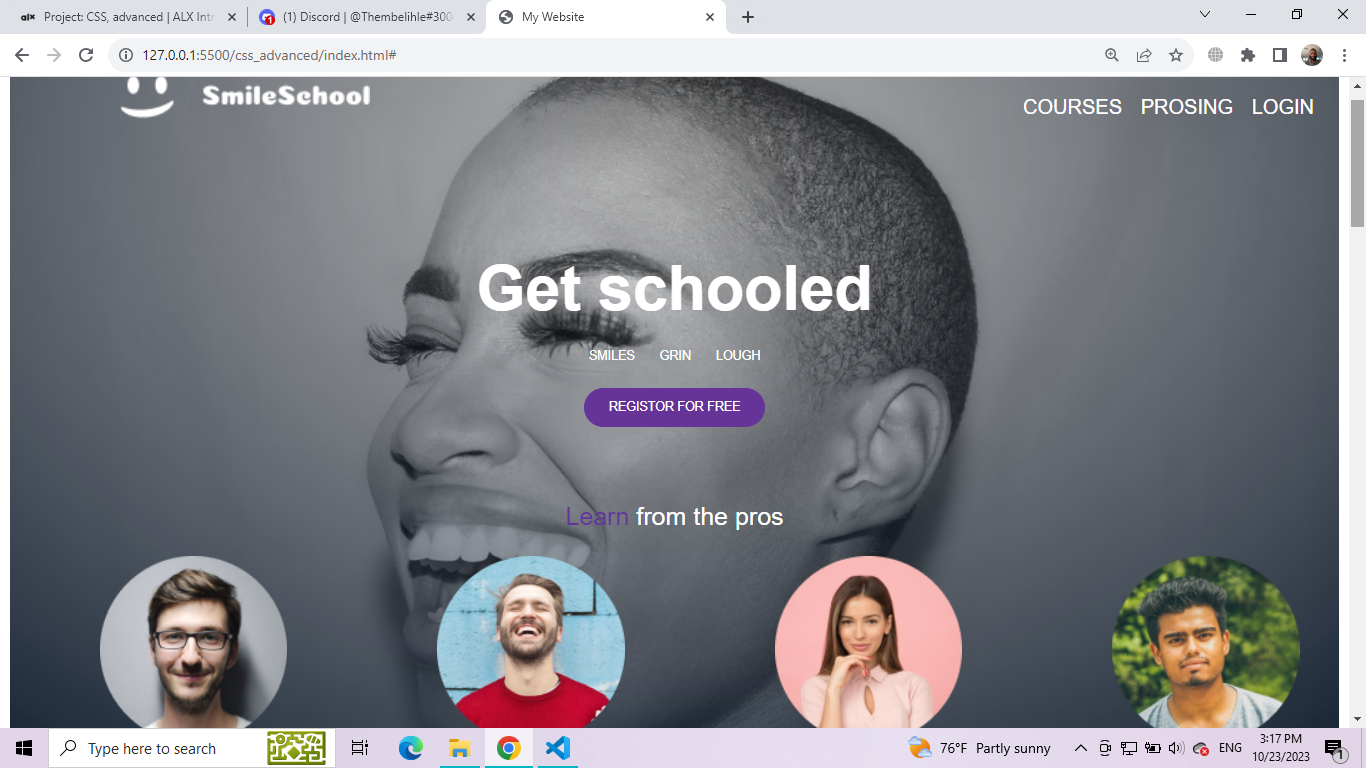 Project: CSS, advanced | ALX Intr
(1) Discord | @Thembelihle#300
My Website
127.0.0.1:5500/css_advanced/index.html#
SmileSchool
COURSES PROSING LOGIN
Get schooled
SMILES GRIN LOUGH
REGISTOR FOR FREE
Learn from the pros
Type here to search
76°F Partly sunny
ENG
3:17 PM
10/23/2023
1